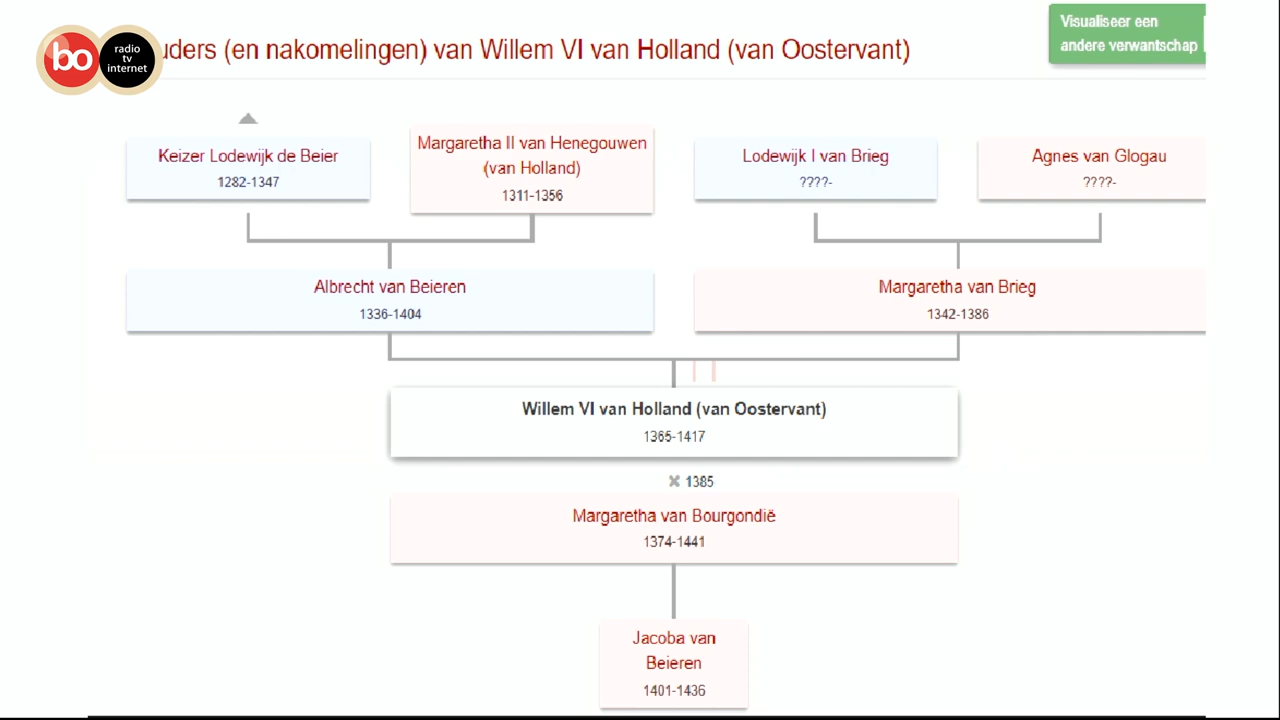 bo
radio
tv
internet
uders (en nakomelingen) van Willem VI van Holland (van Oostervant)
Visualiseer een
andere verwantschap
Keizer Lodewijk de Beier
1282-1347
Margaretha II van Henegouwen
(van Holland)
1311-1356
Lodewijk I van Brieg
????-
Agnes van Glogau
????-
Albrecht van Beieren
1336-1404
Margaretha van Brieg
1342-1386
Willem VI van Holland (van Oostervant)
1365-1417
1385
Margaretha van Bourgondië
1374-1441
Jacoba van
Beieren
1401-1436